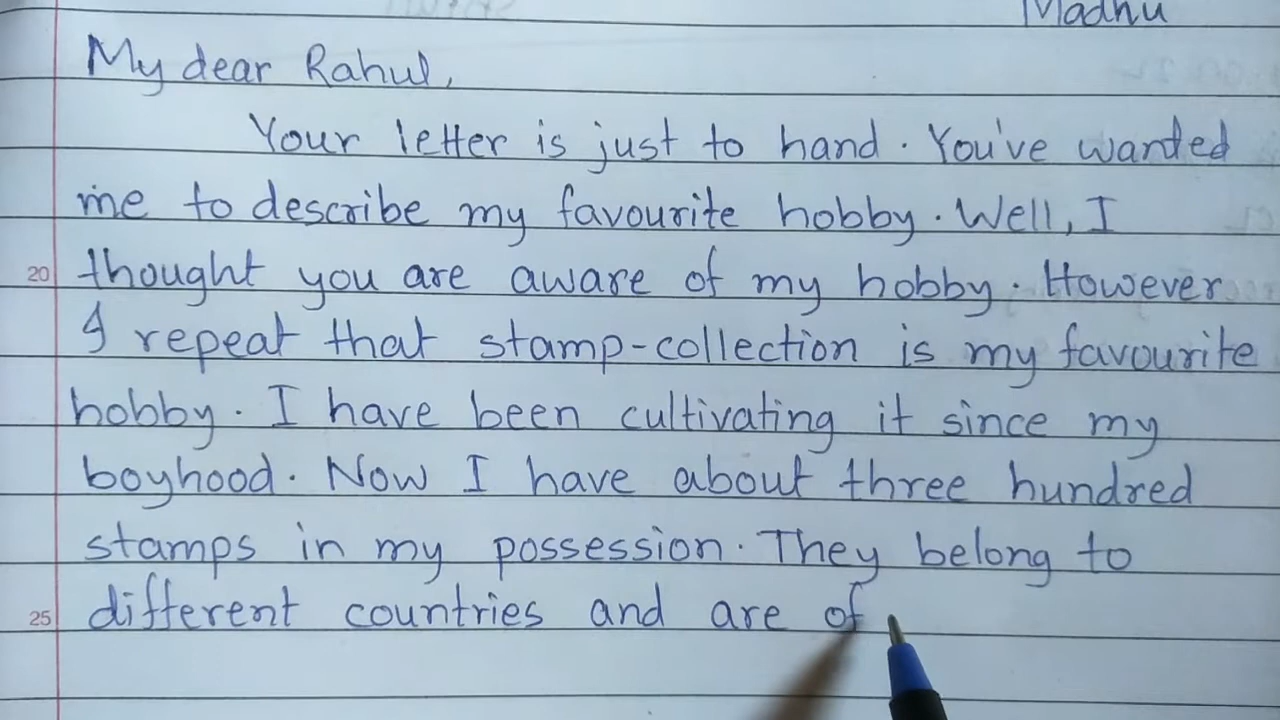 Madhu
My dear Rahul,
Your letter is just to hand. You've wanted
me to describe my favourite hobby. Well, I
20 thought you are aware of my hobby. However
I repeat that stamp-collection is my favourite
hobby. I have been cultivating it since my
boyhood. Now I have about three hundred
stamps in my possession. They belong to
25 different countries and are of